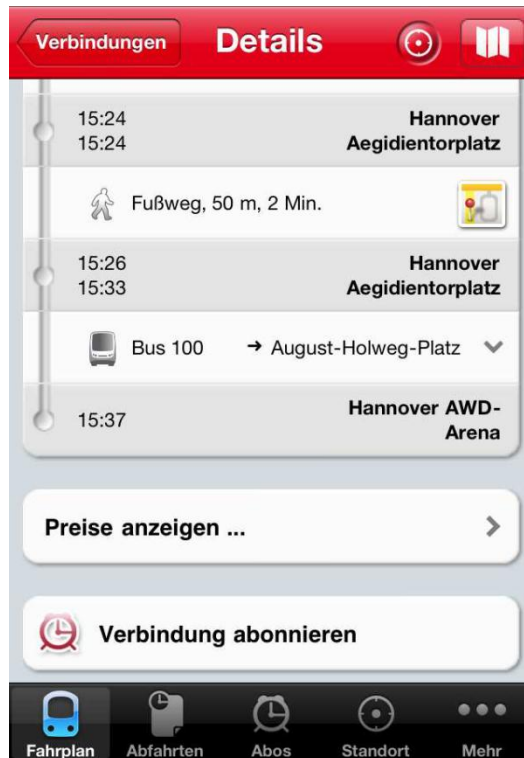 Verbindungen Details
15:24 Hannover
15:24 Aegidientorplatz
Fußweg, 50 m, 2 Min.
15:26 Hannover
15:33 Aegidientorplatz
Bus 100 → August-Holweg-Platz
15:37 Hannover AWD-
Arena
Preise anzeigen ...
Verbindung abonnieren
Fahrplan Abfahrten Abos Standort Mehr